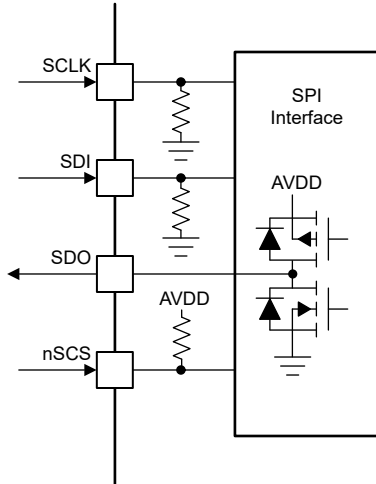 SCLK
SPI
Interface
SDI
AVDD
SDO
AVDD
nSCS